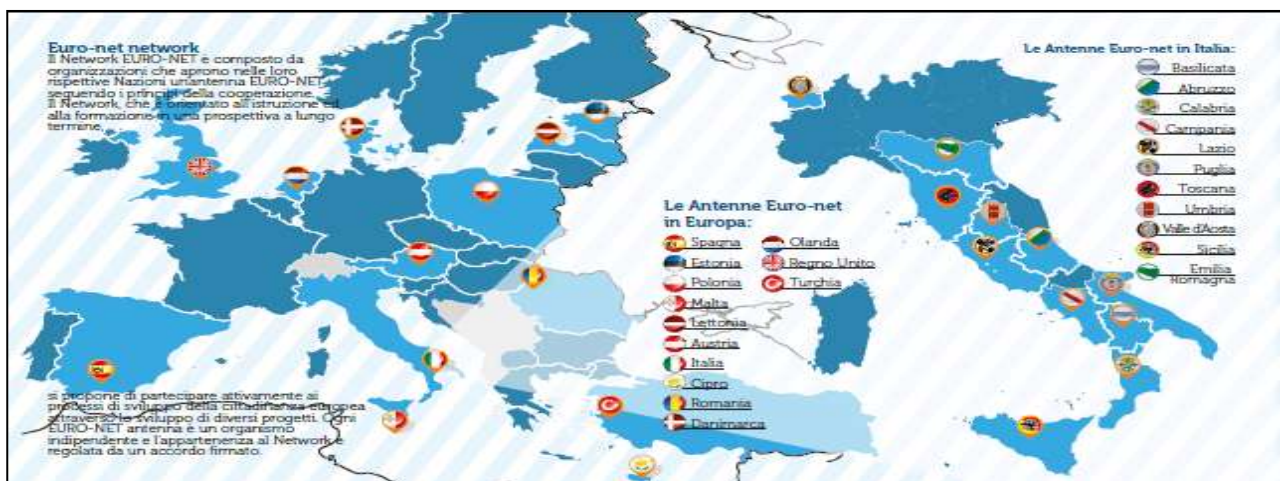 Euro-net network
Il Network EURO-NET è composto da
organizzazioni che aprono nelle loro
rispettive Nazioni un'antenna EURO-NET,
seguendo i principi della cooperazione.
Il Network, che è orientato all'istruzione ed
alla formazione in una prospettiva a lungo
termine,
si propone di partecipare attivamente ai
processi di sviluppo della cittadinanza europea
attraverso lo sviluppo di diversi progetti. Ogni
EURO-NET antenna è un organismo
indipendente e l'appartenenza al Network è
regolata da un accordo firmato.
Le Antenne Euro-net
in Europa:
Spagna
Estonia
Polonia
Malta
Lettonia
Austria
Italia
Cipro
Romania
Danimarca
Olanda
Regno Unito
Turchia
Le Antenne Euro-net in Italia:
Basilicata
Abruzzo
Calabria
Campania
Lazio
Puglia
Toscana
Umbria
Valle d'Aosta
Sicilia
Emilia
Romagna